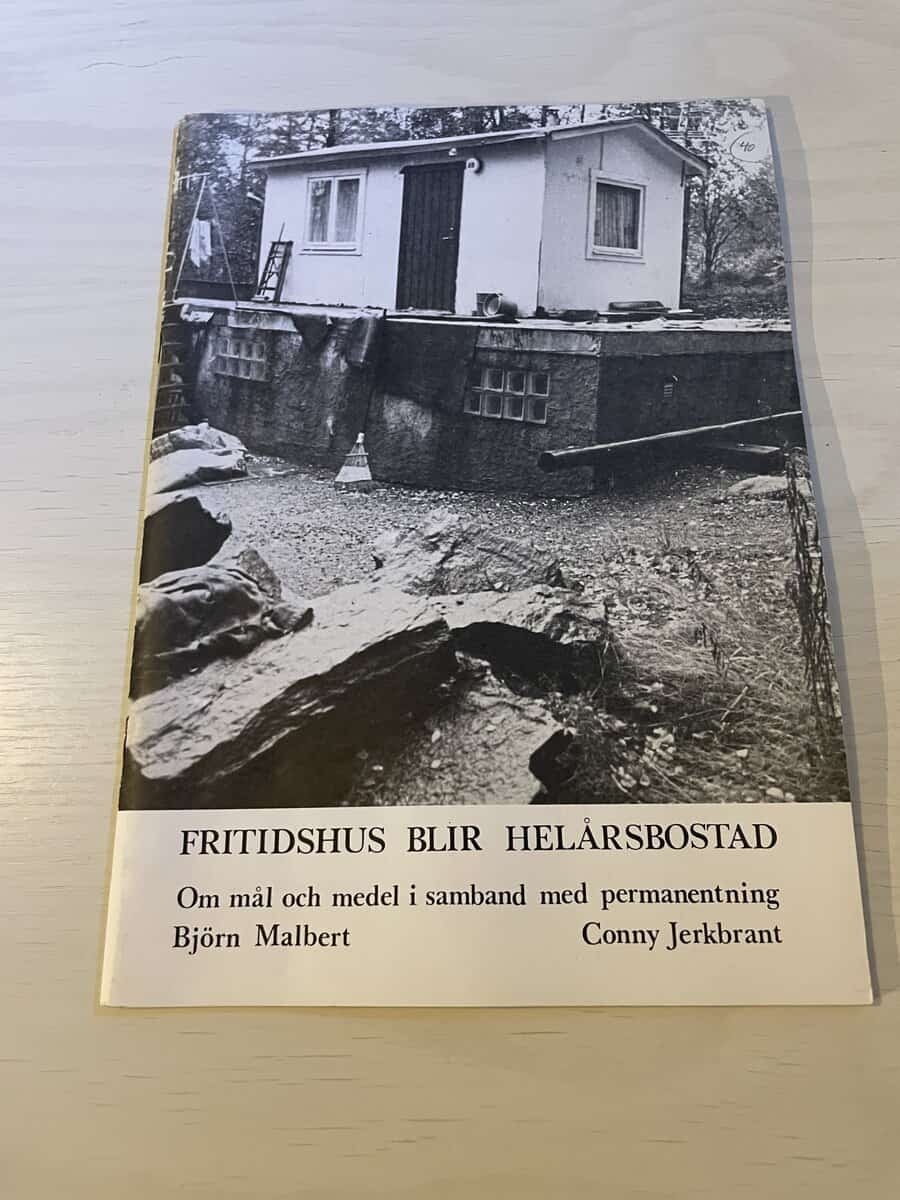 40
FRITIDSHUS BLIR HELÅRSBOSTAD
Om mål och medel i samband med permanentning
Björn Malbert Conny Jerkbrant